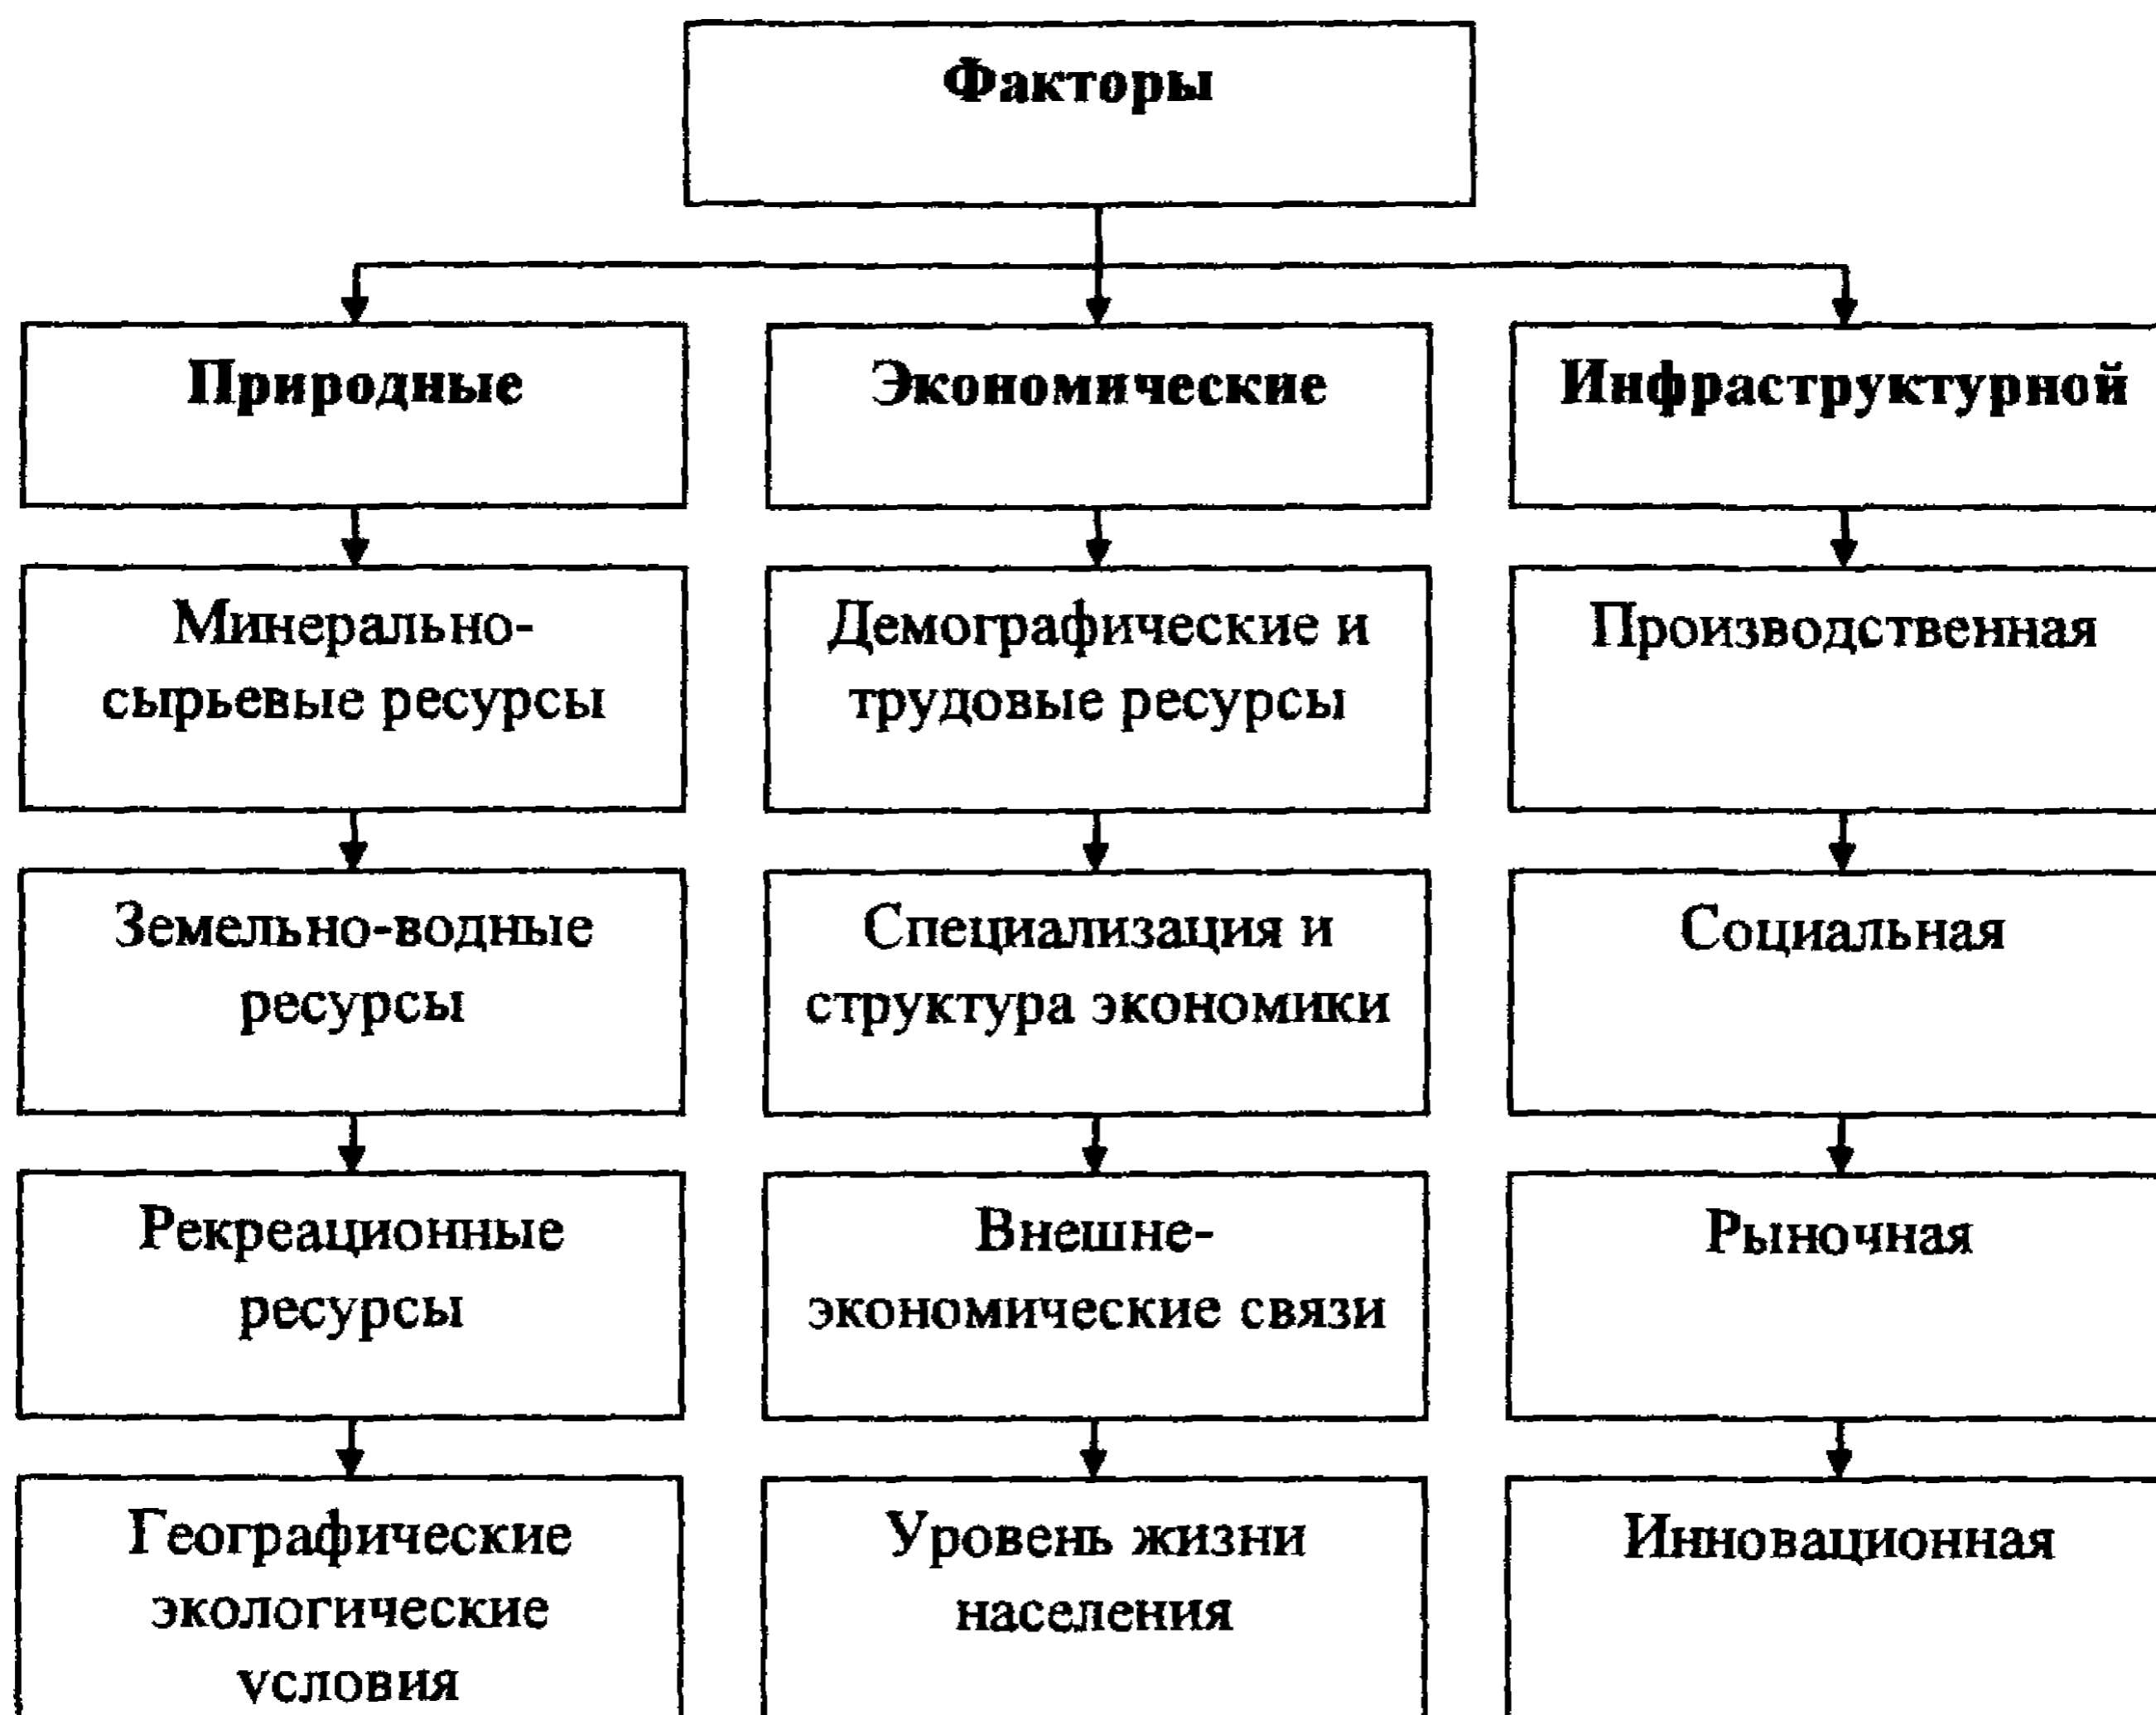 Факторы
Природные
Экономические
Инфраструктурной
Минерально-
сырьевые ресурсы
Демографические и
трудовые ресурсы
Производственная
Земельно-водные
ресурсы
Специализация и
структура экономики
Социальная
Рекреационные
ресурсы
Внешне-
экономические связи
Рыночная
Географические
экологические
условия
Уровень жизни
населения
Инновационная